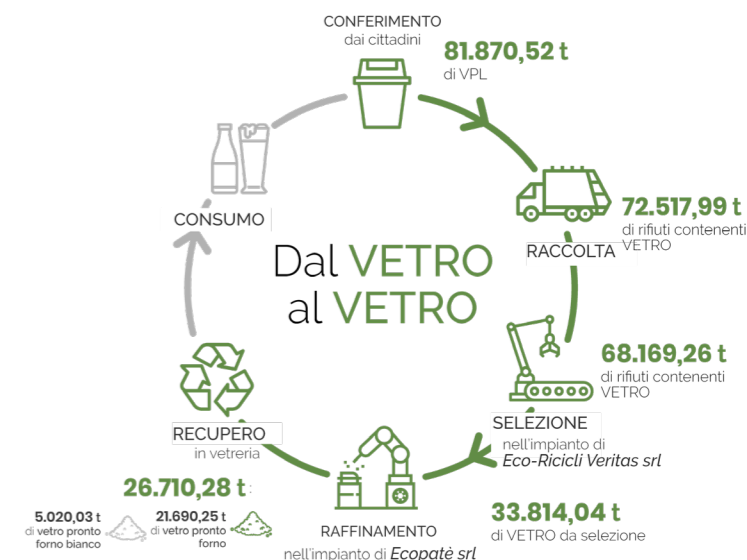 CONFERIMENTO
dai cittadini
81.870,52 t
di VPL
72.517,99 t
di rifiuti contenenti
VETRO
RACCOLTA
CONSUMO
Dal VETRO
al VETRO
68.169,26 t
di rifiuti contenenti
VETRO
SELEZIONE
nell'impianto di
Eco-Ricicli Veritas srl
33.814,04 t
di VETRO da selezione
RAFFINAMENTO
nell'impianto di Ecopatè srl
RECUPERO
in vetreria
26.710,28 t
5.020,03 t
di vetro pronto
forno bianco
21.690,25 t
di vetro pronto
forno